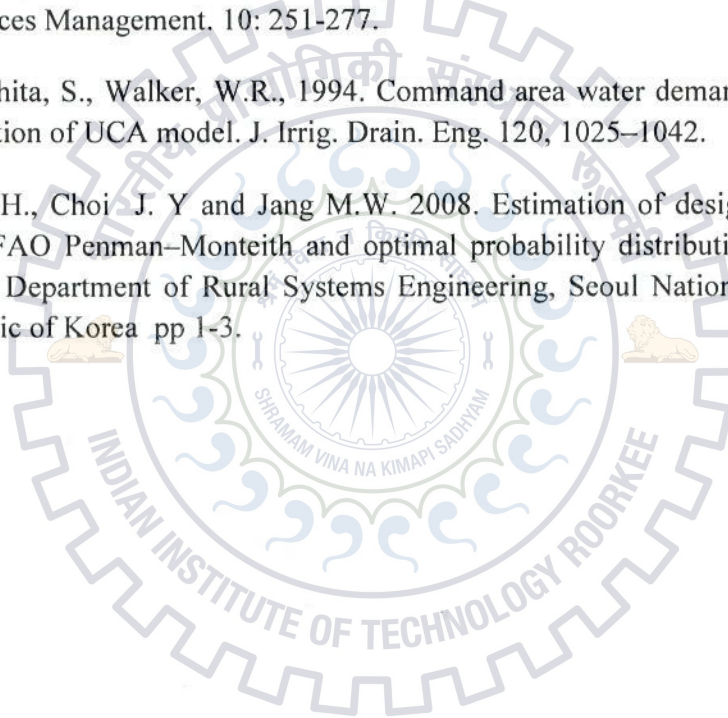 ces Management. 10: 251-277.
hita, S., Walker, W.R., 1994. Command area water deman
tion of UCA model. J. Irrig. Drain. Eng. 120, 1025–1042.
H., Choi J. Y and Jang M.W. 2008. Estimation of desig
FAO Penman–Monteith and optimal probability distributi
Department of Rural Systems Engineering, Seoul Nation
ic of Korea pp 1-3.
SHRAMAM VINA NA KIMAPI SADHYAM
INDIAN INSTITUTE OF TECHNOLOGY ROORKEE